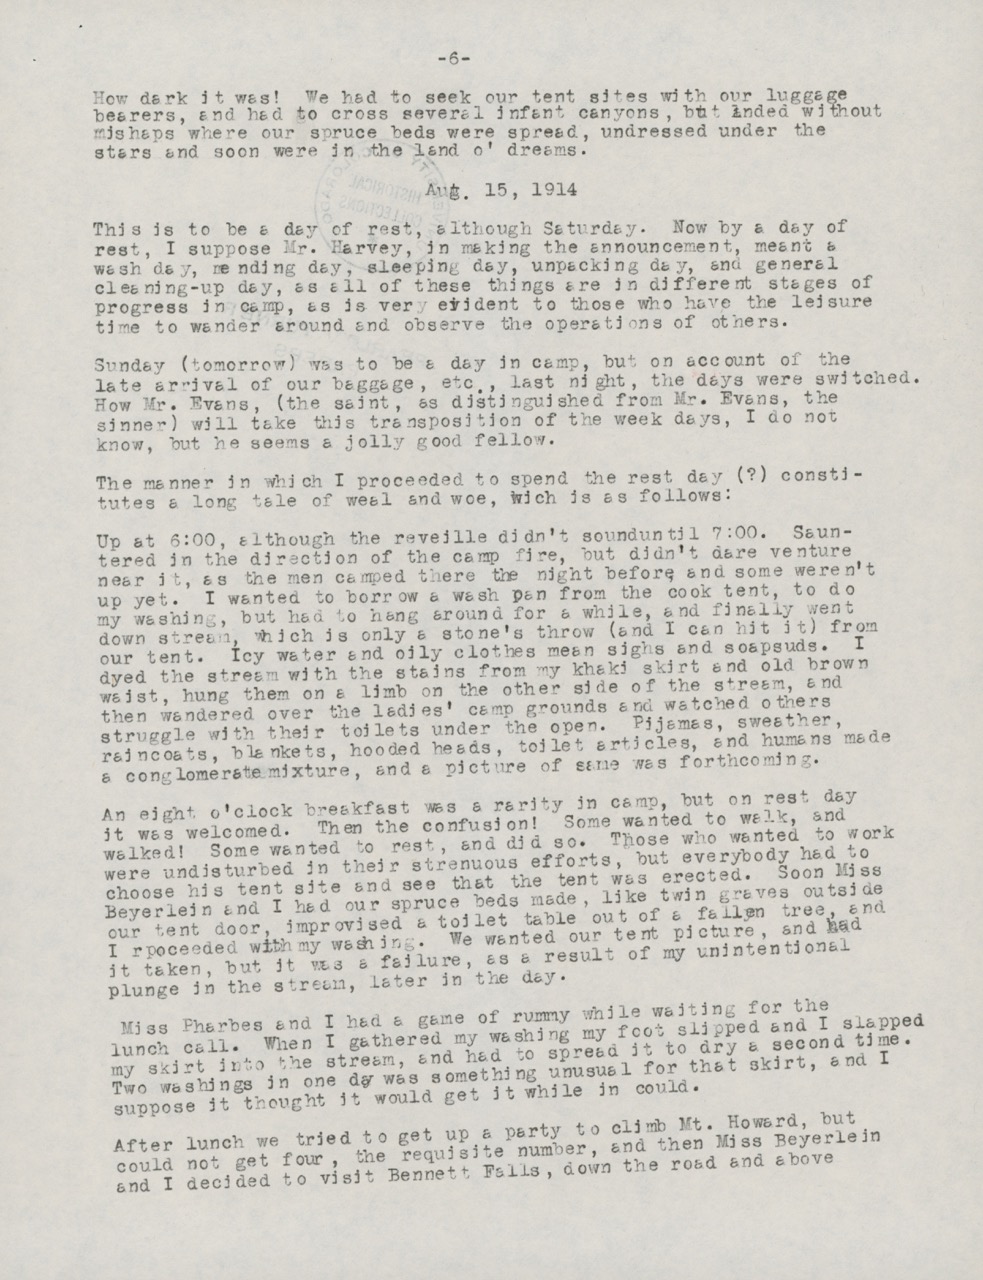 -6-
How dark it was! We had to seek our tent sites with our luggage
bearers, and had to cross several infant canyons, but landed without
mishaps where our spruce beds were spread, undressed under the
stars and soon were in the land o' dreams.
Aug. 15, 1914
This is to be a day of rest, although Saturday. Now by a day of
rest, I suppose Mr. Harvey, in making the announcement, meant a
wash day, mending day, sleeping day, unpacking day, and general
cleaning-up day, as all of these things are in different stages of
progress in camp, as is very evident to those who have the leisure
time to wander around and observe the operations of others.
Sunday (tomorrow) was to be a day in camp, but on account of the
late arrival of our baggage, etc., last night, the days were switched.
How Mr. Evans, (the saint, as distinguished from Mr. Evans, the
sinner) will take this transposition of the week days, I do not
know, but he seems a jolly good fellow.
The manner in which I proceeded to spend the rest day (?) consti-
tutes a long tale of weal and woe, wich is as follows:
Up at 6:00, although the reveille didn't sounduntil 7:00. Saun-
tered in the direction of the camp fire, but didn't dare venture
near it, as the men camped there the night before and some weren't
up yet. I wanted to borrow a wash pan from the cook tent, to do
my washing, but had to hang around for a while, and finally went
down stream, which is only a stone's throw (and I can hit it) from
our tent. Icy water and oily clothes mean sighs and soapsuds. I
dyed the stream with the stains from my khaki skirt and old brown
waist, hung them on a limb on the other side of the stream, and
then wandered over the ladies' camp grounds and watched others
struggle with their toilets under the open. Pijamas, sweather,
raincoats, blankets, hooded heads, toilet articles, and humans made
a conglomerate mixture, and a picture of same was forthcoming.
An eight o'clock breakfast was a rarity in camp, but on rest day
it was welcomed. Then the confusion! Some wanted to walk, and
walked! Some wanted to rest, and did so. Those who wanted to work
were undisturbed in their strenuous efforts, but everybody had to
choose his tent site and see that the tent was erected. Soon Miss
Beyerlein and I had our spruce beds made, like twin graves outside
our tent door, improvised a toilet table out of a fallen tree, and
I rpoceeded with my washing. We wanted our tent picture, and had
it taken, but it was a failure, as a result of my unintentional
plunge in the stream, later in the day.
Miss Pharbes and I had a game of rummy while waiting for the
lunch call. When I gathered my washing my foot slipped and I slapped
my skirt into the stream, and had to spread it to dry a second time.
Two washings in one day was something unusual for that skirt, and I
suppose it thought it would get it while in could.
After lunch we tried to get up a party to climb Mt. Howard, but
could not get four, the requisite number, and then Miss Beyerlein
and I decided to visit Bennett Falls, down the road and above